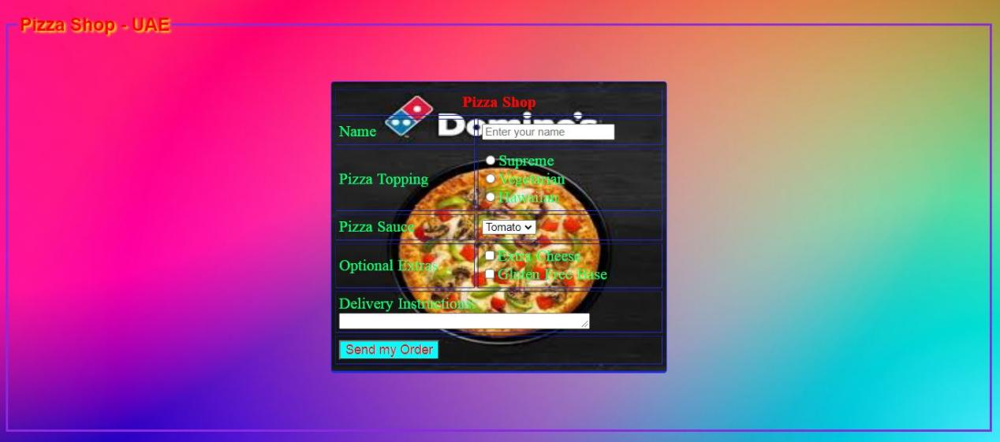 Pizza Shop - UAE
Pizza Shop
Domino's
Name
Enter your name
Pizza Topping
Supreme
Vegetarian
Hawaiian
Pizza Sauce
Tomato
Optional Extras
Extra Cheese
Gluten Free Base
Delivery Instructions:
Send my Order